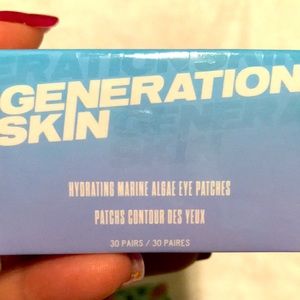 GENERATION
SKIN
HYDRATING MARINE ALGAE EYE PATCHES
PATCHS CONTOUR DES YEUX
30 PAIRS / 30 PAIRES